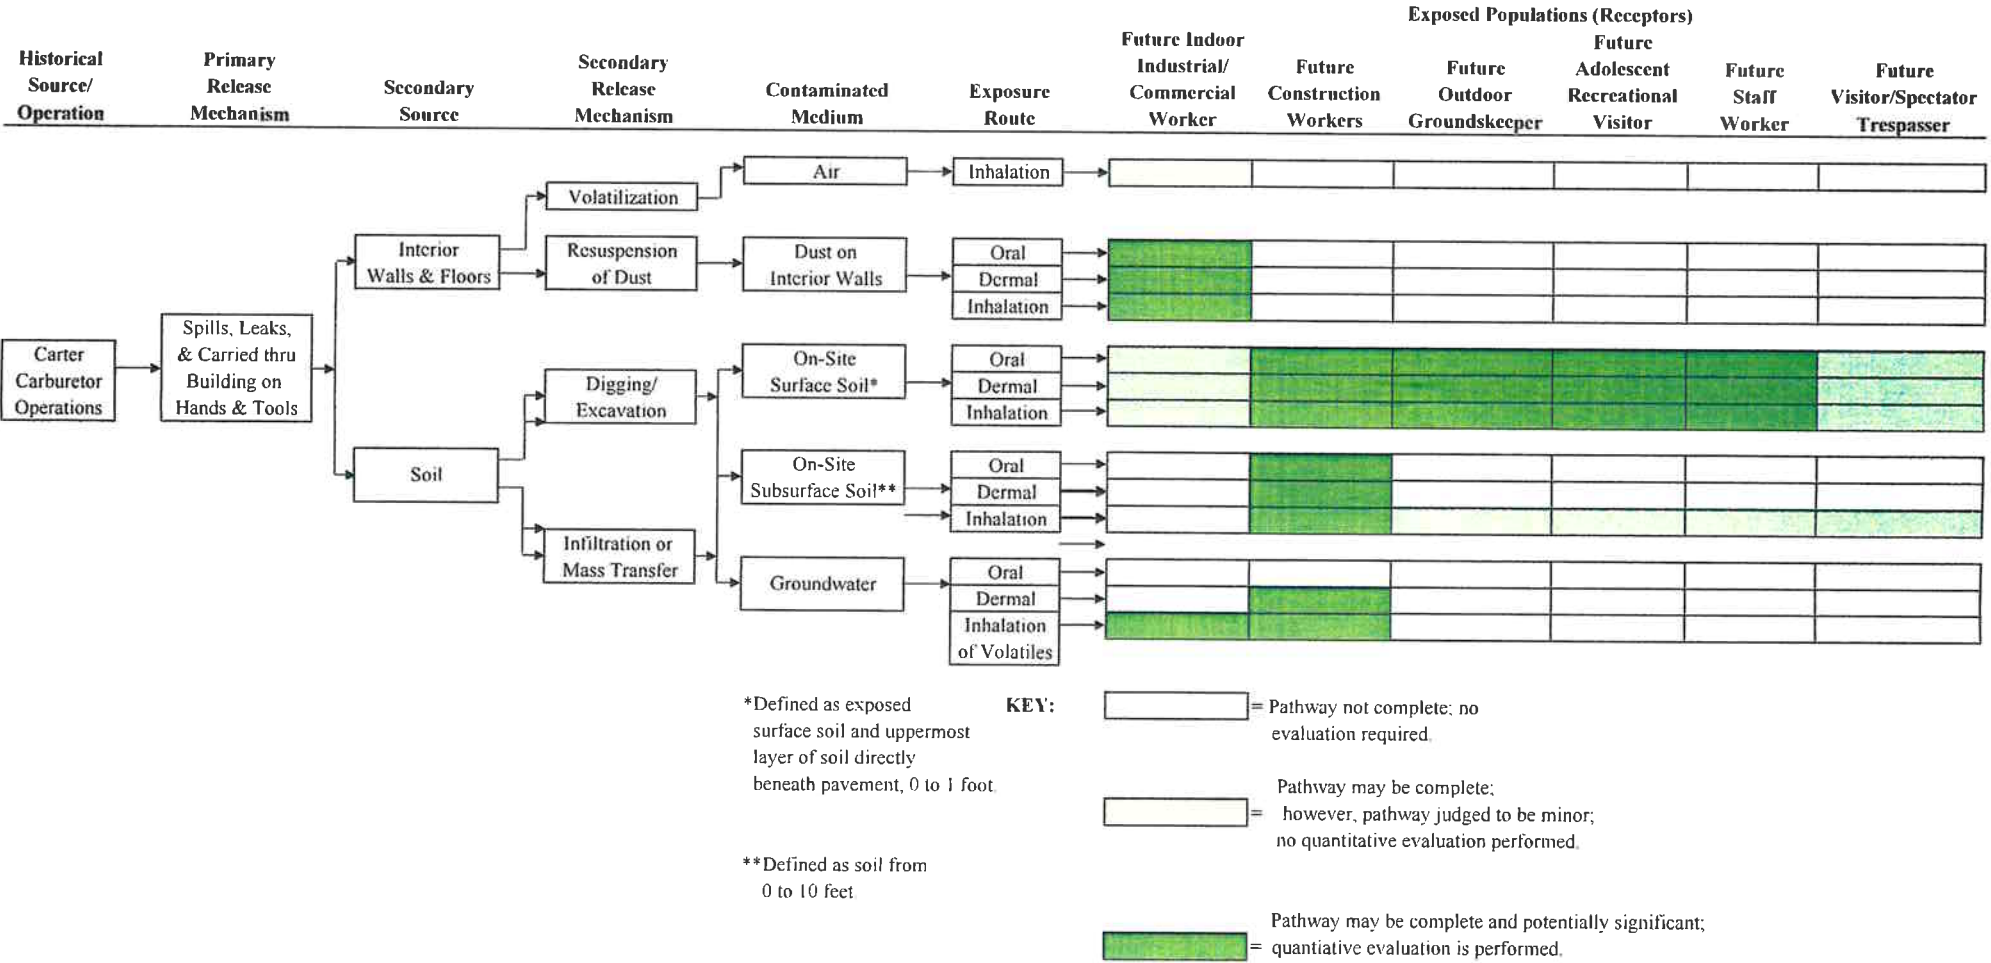 Exposed Populations (Receptors)
Historical
Source/
Operation
Primary
Release
Mechanism
Secondary
Source
Secondary
Release
Mechanism
Contaminated
Medium
Exposure
Route
Future Indoor
Industrial/
Commercial
Worker
Future
Construction
Workers
Future
Outdoor
Groundskeeper
Future
Adolescent
Recreational
Visitor
Future
Staff
Worker
Future
Visitor/Spectator
Trespasser
Carter
Carburetor
Operations
Spills, Leaks,
& Carried thru
Building on
Hands & Tools
Interior
Walls & Floors
Soil
Volatilization
Resuspension
of Dust
Digging/
Excavation
Infiltration or
Mass Transfer
Air
Dust on
Interior Walls
On-Site
Surface Soil*
On-Site
Subsurface Soil**
Groundwater
Inhalation
Oral
Dermal
Inhalation
Oral
Dermal
Inhalation
Oral
Dermal
Inhalation
Oral
Dermal
Inhalation
of Volatiles
*Defined as exposed
surface soil and uppermost
layer of soil directly
beneath pavement, 0 to 1 foot.
**Defined as soil from
0 to 10 feet
KEY:
= Pathway not complete; no
evaluation required.
Pathway may be complete;
= however, pathway judged to be minor;
no quantitative evaluation performed.
Pathway may be complete and potentially significant;
= quantiative evaluation is performed.